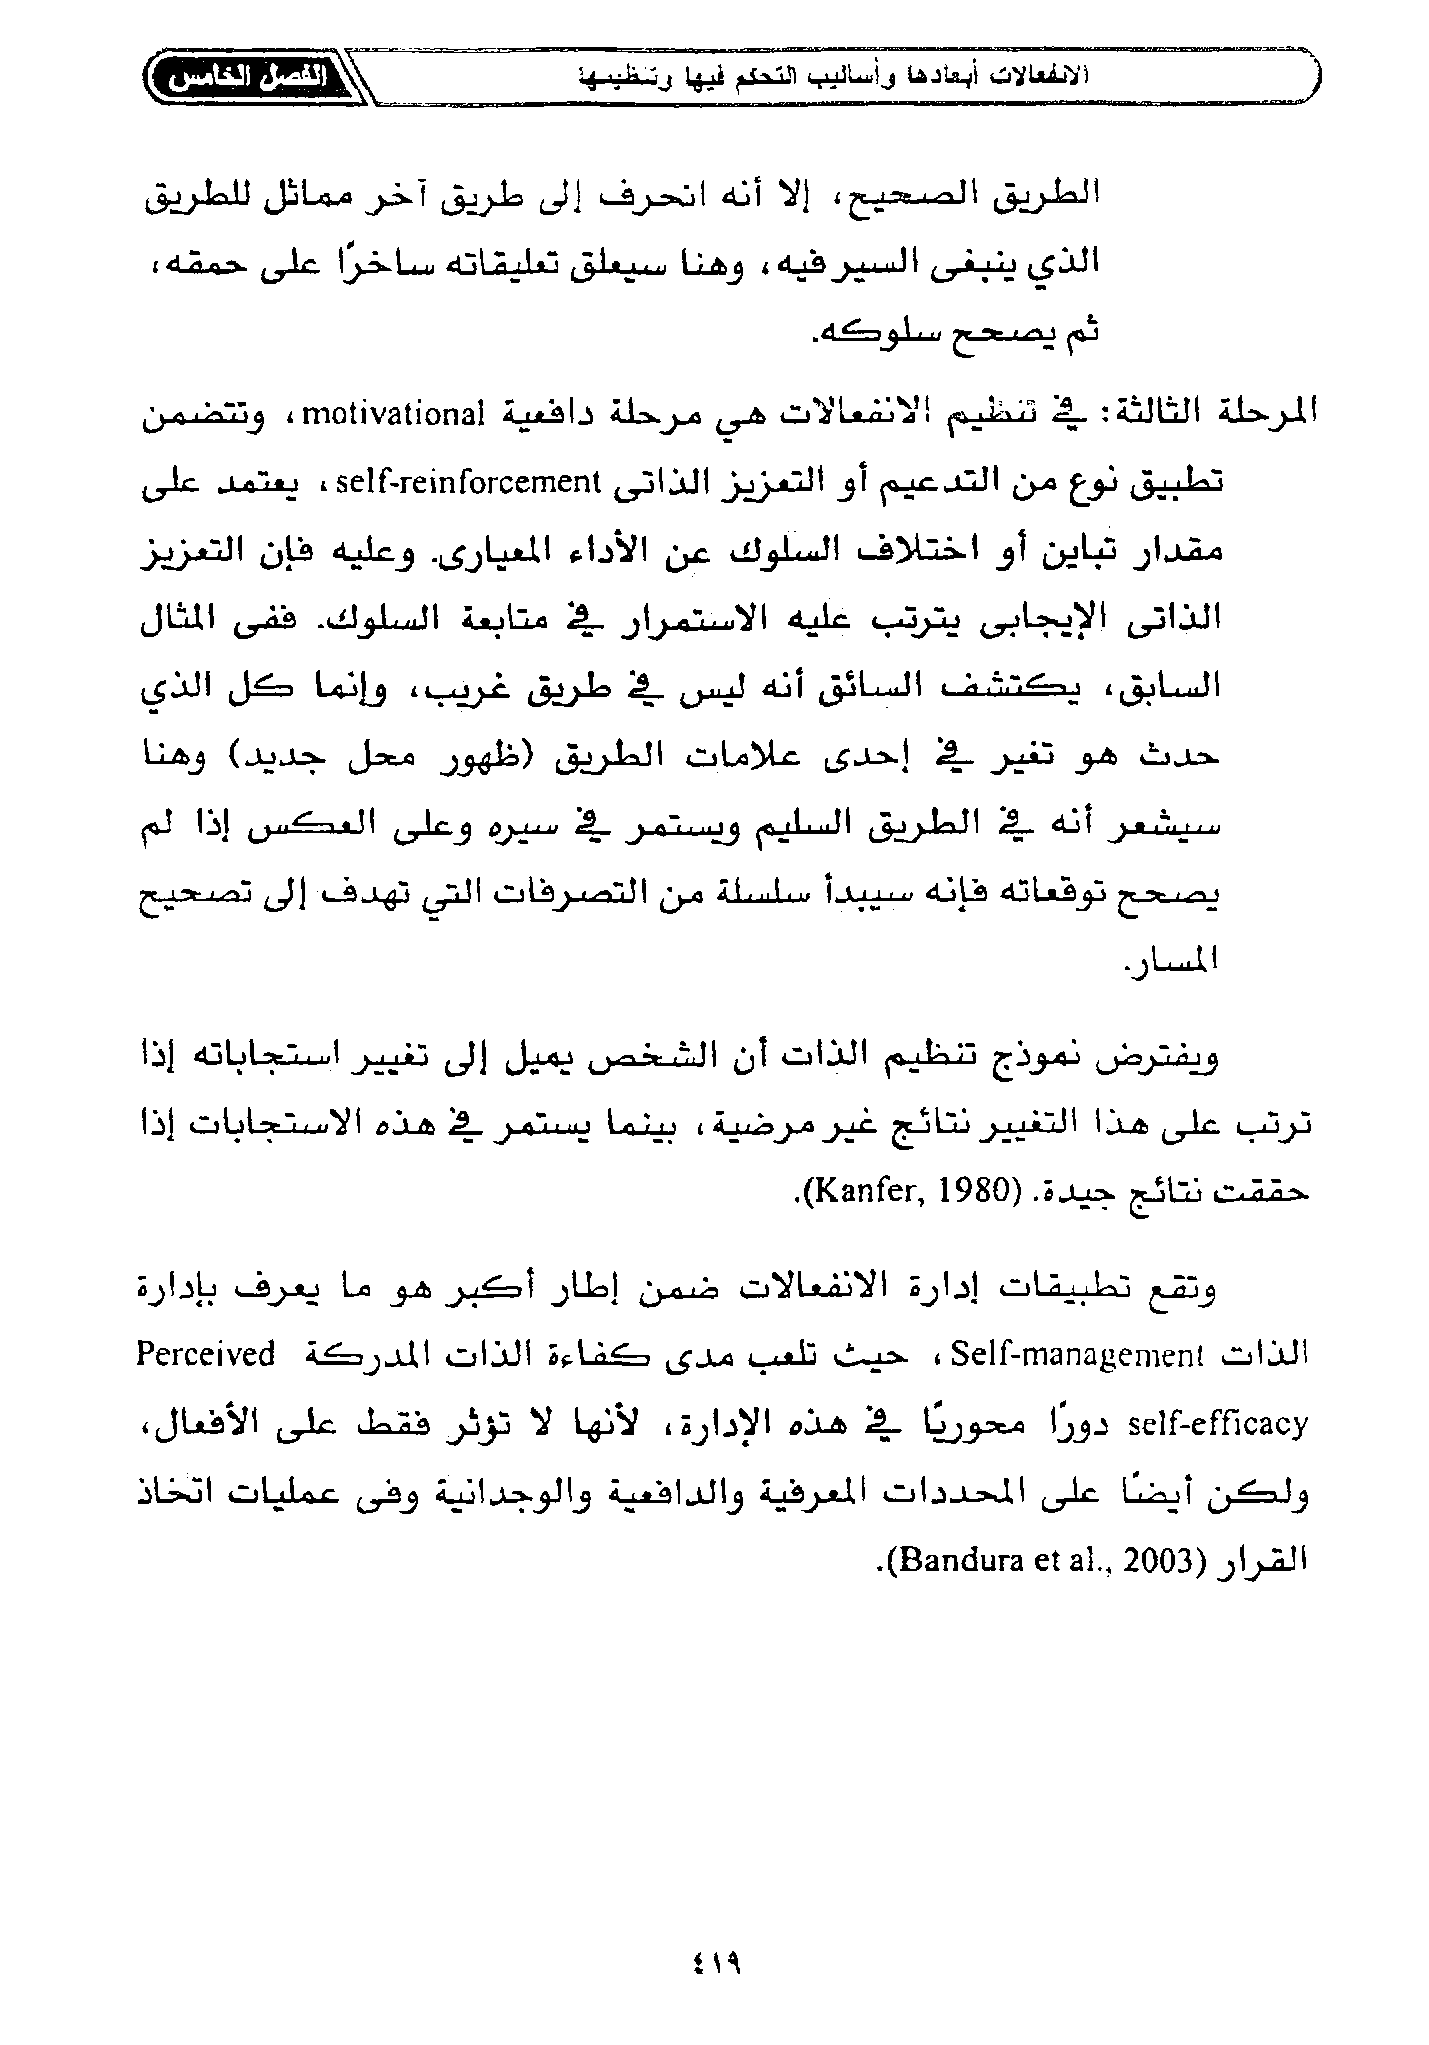 الانفعالات أبعادها وأساليب التحكم فيها وتنظيمها
الفصل الخامس
الطريق الصحيح، إلا أنه انحرف إلى طريق آخر مماثل للطريق
الذي ينبغى السير فيه، وهنا سيعلق تعليقاته ساخرًا على حمقه،
ثم يصحح سلوكه.
المرحلة الثالثة: في تنظيم الانفعالات هي مرحلة دافعية motivational، وتتضمن
تطبيق نوع من التدعيم أو التعزيز الذاتى self-reinforcement، يعتمد على
مقدار تباين أو اختلاف السلوك عن الأداء المعيارى. وعليه فإن التعزيز
الذاتى الإيجابى يترتب عليه الاستمرار في متابعة السلوك. ففى المثال
السابق، يكتشف السائق أنه ليس في طريق غريب، وإنما كل الذي
حدث هو تغير في إحدى علامات الطريق (ظهور محل جديد) وهنا
سيشعر أنه في الطريق السليم ويستمر في سيره وعلى العكس إذا لم
يصحح توقعاته فإنه سيبدأ سلسلة من التصرفات التي تهدف إلى تصحيح
المسار.
ويفترض نموذج تنظيم الذات أن الشخص يميل إلى تغيير استجاباته إذا
ترتب على هذا التغيير نتائج غير مرضية، بينما يستمر في هذه الاستجابات إذا
حققت نتائج جيدة. (Kanfer, 1980).
وتقع تطبيقات إدارة الانفعالات ضمن إطار أكبر هو ما يعرف بإدارة
الذات Self-management، حيث تلعب مدى كفاءة الذات المدركة Perceived
self-efficacy دورًا محوريًا في هذه الإدارة، لأنها لا تؤثر فقط على الأفعال،
ولكن أيضًا على المحددات المعرفية والدافعية والوجدانية وفى عمليات اتخاذ
القرار (Bandura et al., 2003).
٤١٩